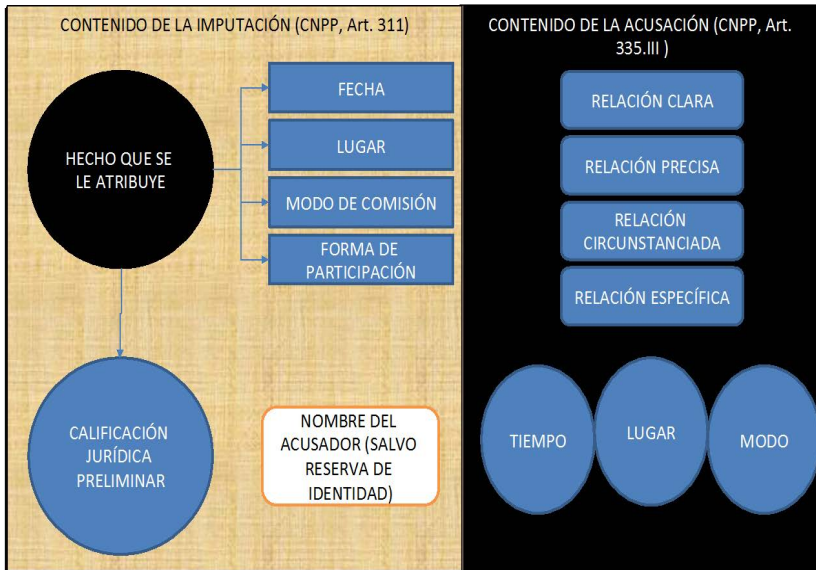 CONTENIDO DE LA IMPUTACIÓN (CNPP, Art. 311)
HECHO QUE SE
LE ATRIBUYE
FECHA
LUGAR
MODO DE COMISIÓN
FORMA DE
PARTICIPACIÓN
CALIFICACIÓN
JURÍDICA
PRELIMINAR
NOMBRE DEL
ACUSADOR (SALVO
RESERVA DE
IDENTIDAD)
CONTENIDO DE LA ACUSACIÓN (CNPP, Art.
335.III )
RELACIÓN CLARA
RELACIÓN PRECISA
RELACIÓN
CIRCUNSTANCIADA
RELACIÓN ESPECÍFICA
TIEMPO
LUGAR
MODO